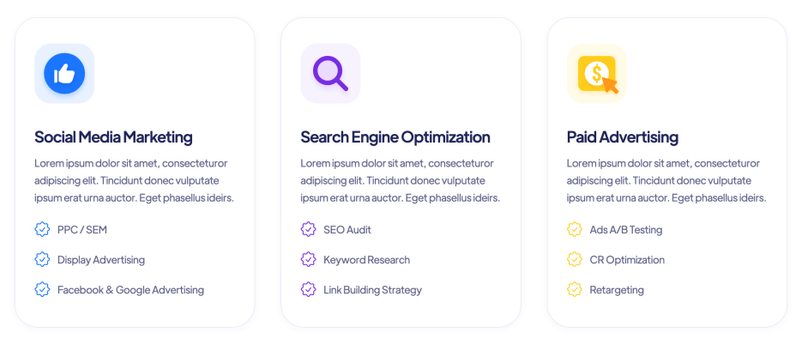 Social Media Marketing
Lorem ipsum dolor sit amet, consecteturor
adipiscing elit. Tincidunt donec vulputate
ipsum erat urna auctor. Eget phasellus ideirs.
PPC / SEM
Display Advertising
Facebook & Google Advertising
Search Engine Optimization
Lorem ipsum dolor sit amet, consecteturor
adipiscing elit. Tincidunt donec vulputate
ipsum erat urna auctor. Eget phasellus ideirs.
SEO Audit
Keyword Research
Link Building Strategy
Paid Advertising
Lorem ipsum dolor sit amet, consecteturor
adipiscing elit. Tincidunt donec vulputate
ipsum erat urna auctor. Eget phasellus ideirs.
Ads A/B Testing
CR Optimization
Retargeting